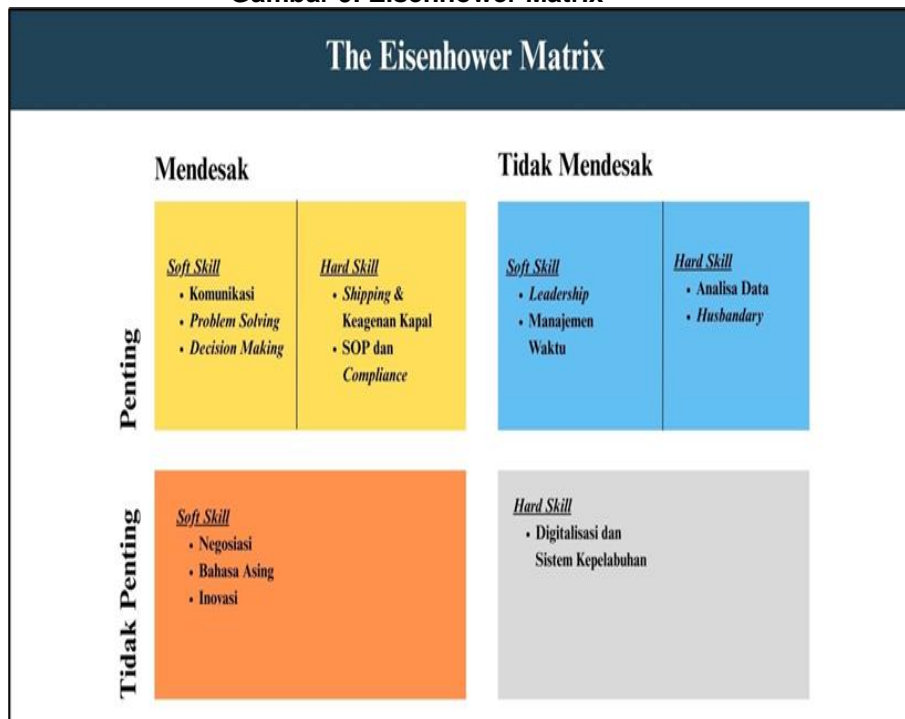 The Eisenhower Matrix
Mendesak
Tidak Mendesak
Penting
Soft Skill
• Komunikasi
• Problem Solving
• Decision Making
Hard Skill
• Shipping &
Keagenan Kapal
• SOP dan
Compliance
Soft Skill
• Leadership
• Manajemen
Waktu
Hard Skill
• Analisa Data
• Husbandary
Tidak Penting
Soft Skill
• Negosiasi
• Bahasa Asing
• Inovasi
Hard Skill
• Digitalisasi dan
Sistem Kepelabuhan